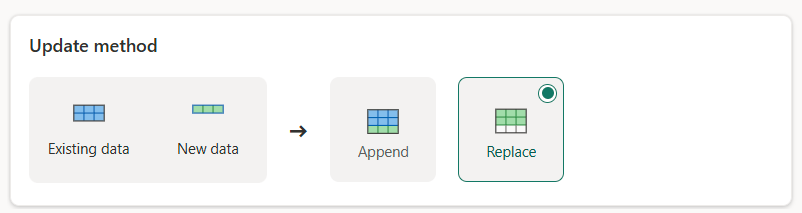 Update method
Existing data
New data
Append
Replace